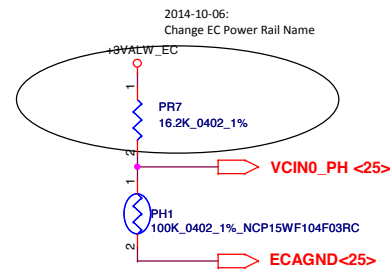 2014-10-06:
Change EC Power Rail Name
+3VALW_EC
1
PR7
16.2K_0402_1%
2
VCIN0_PH <25>
1
PH1
100K_0402_1%_NCP15WF104F03RC
2
ECAGND<25>